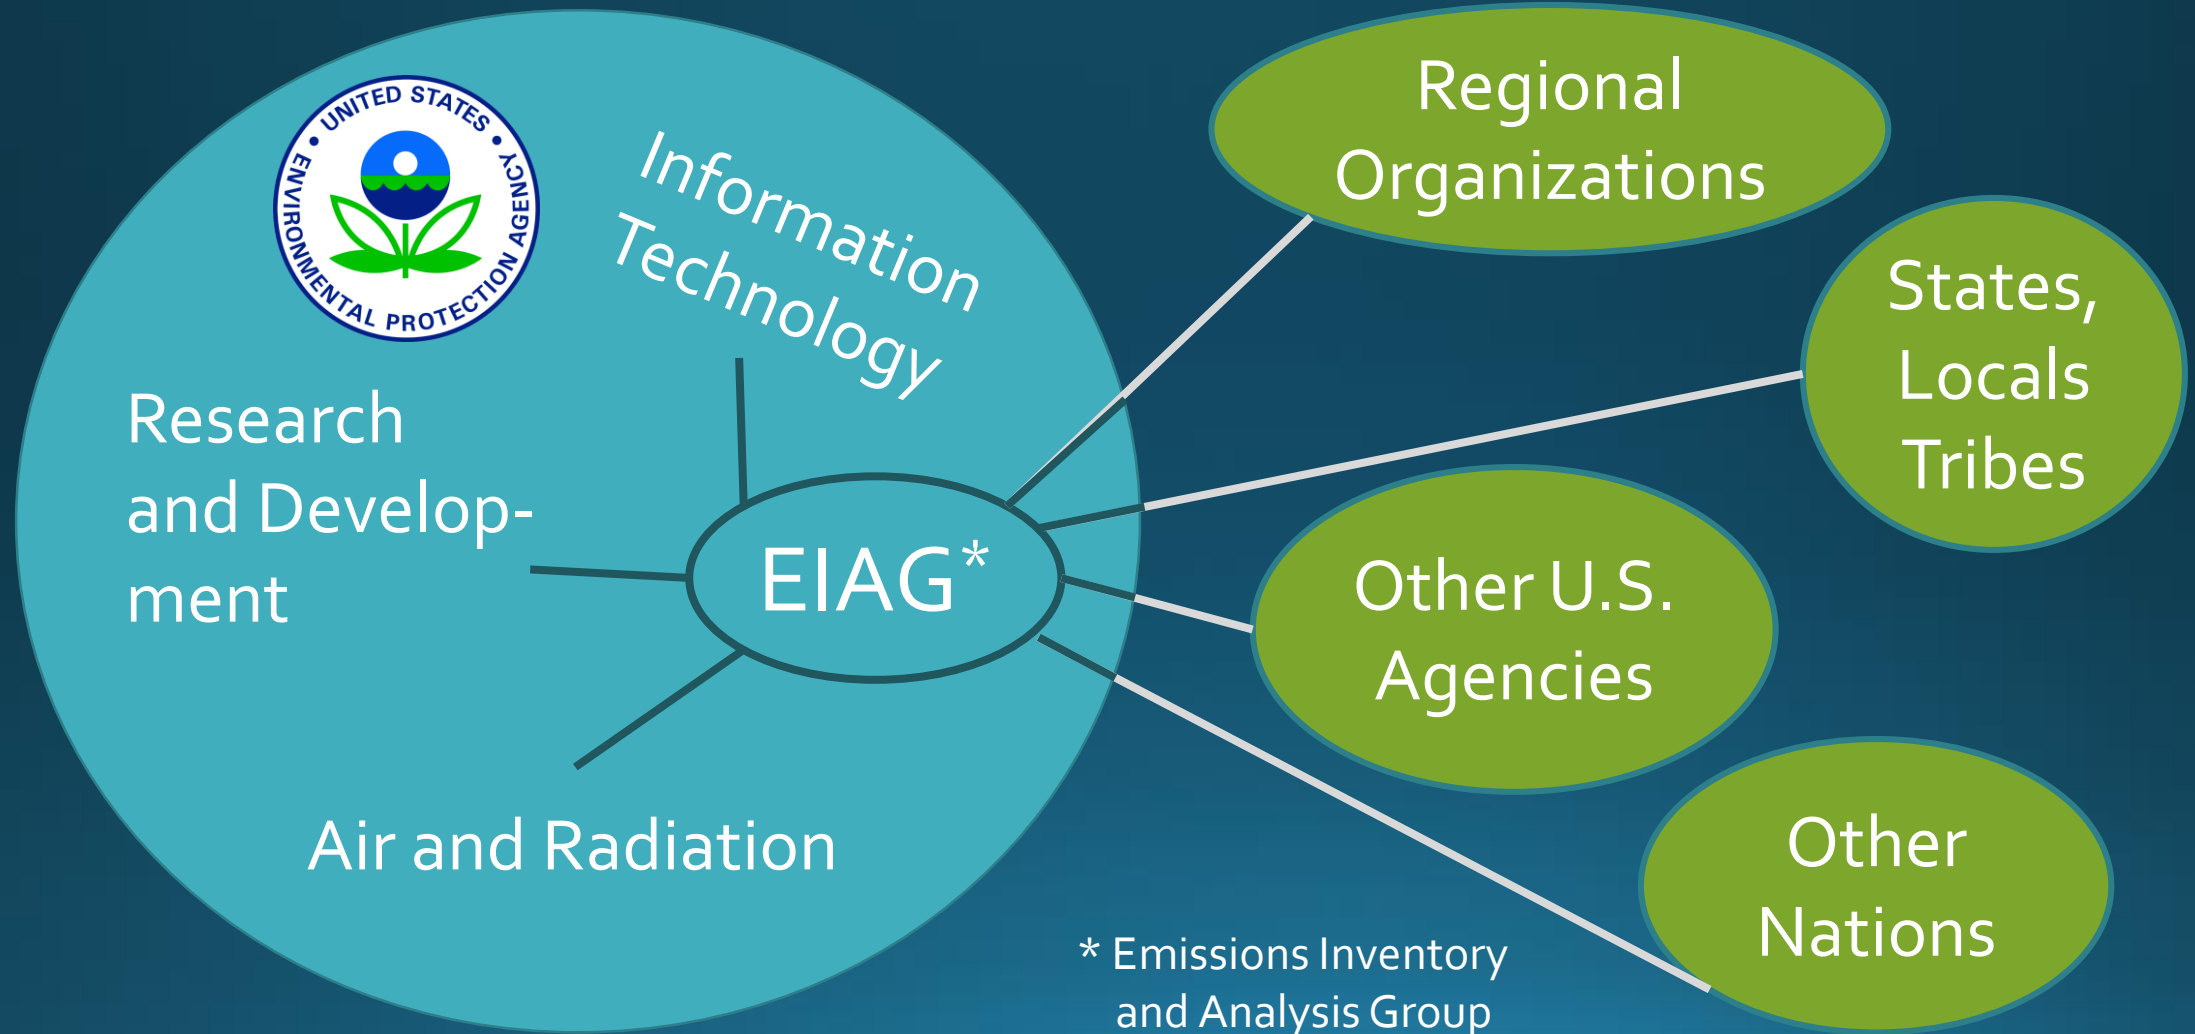 UNITED STATES
ENVIRONMENTAL PROTECTION AGENCY
Information
Technology
Research
and Develop-
ment
EIAG*
Air and Radiation
Regional
Organizations
States,
Locals
Tribes
Other U.S.
Agencies
Other
Nations
* Emissions Inventory
and Analysis Group